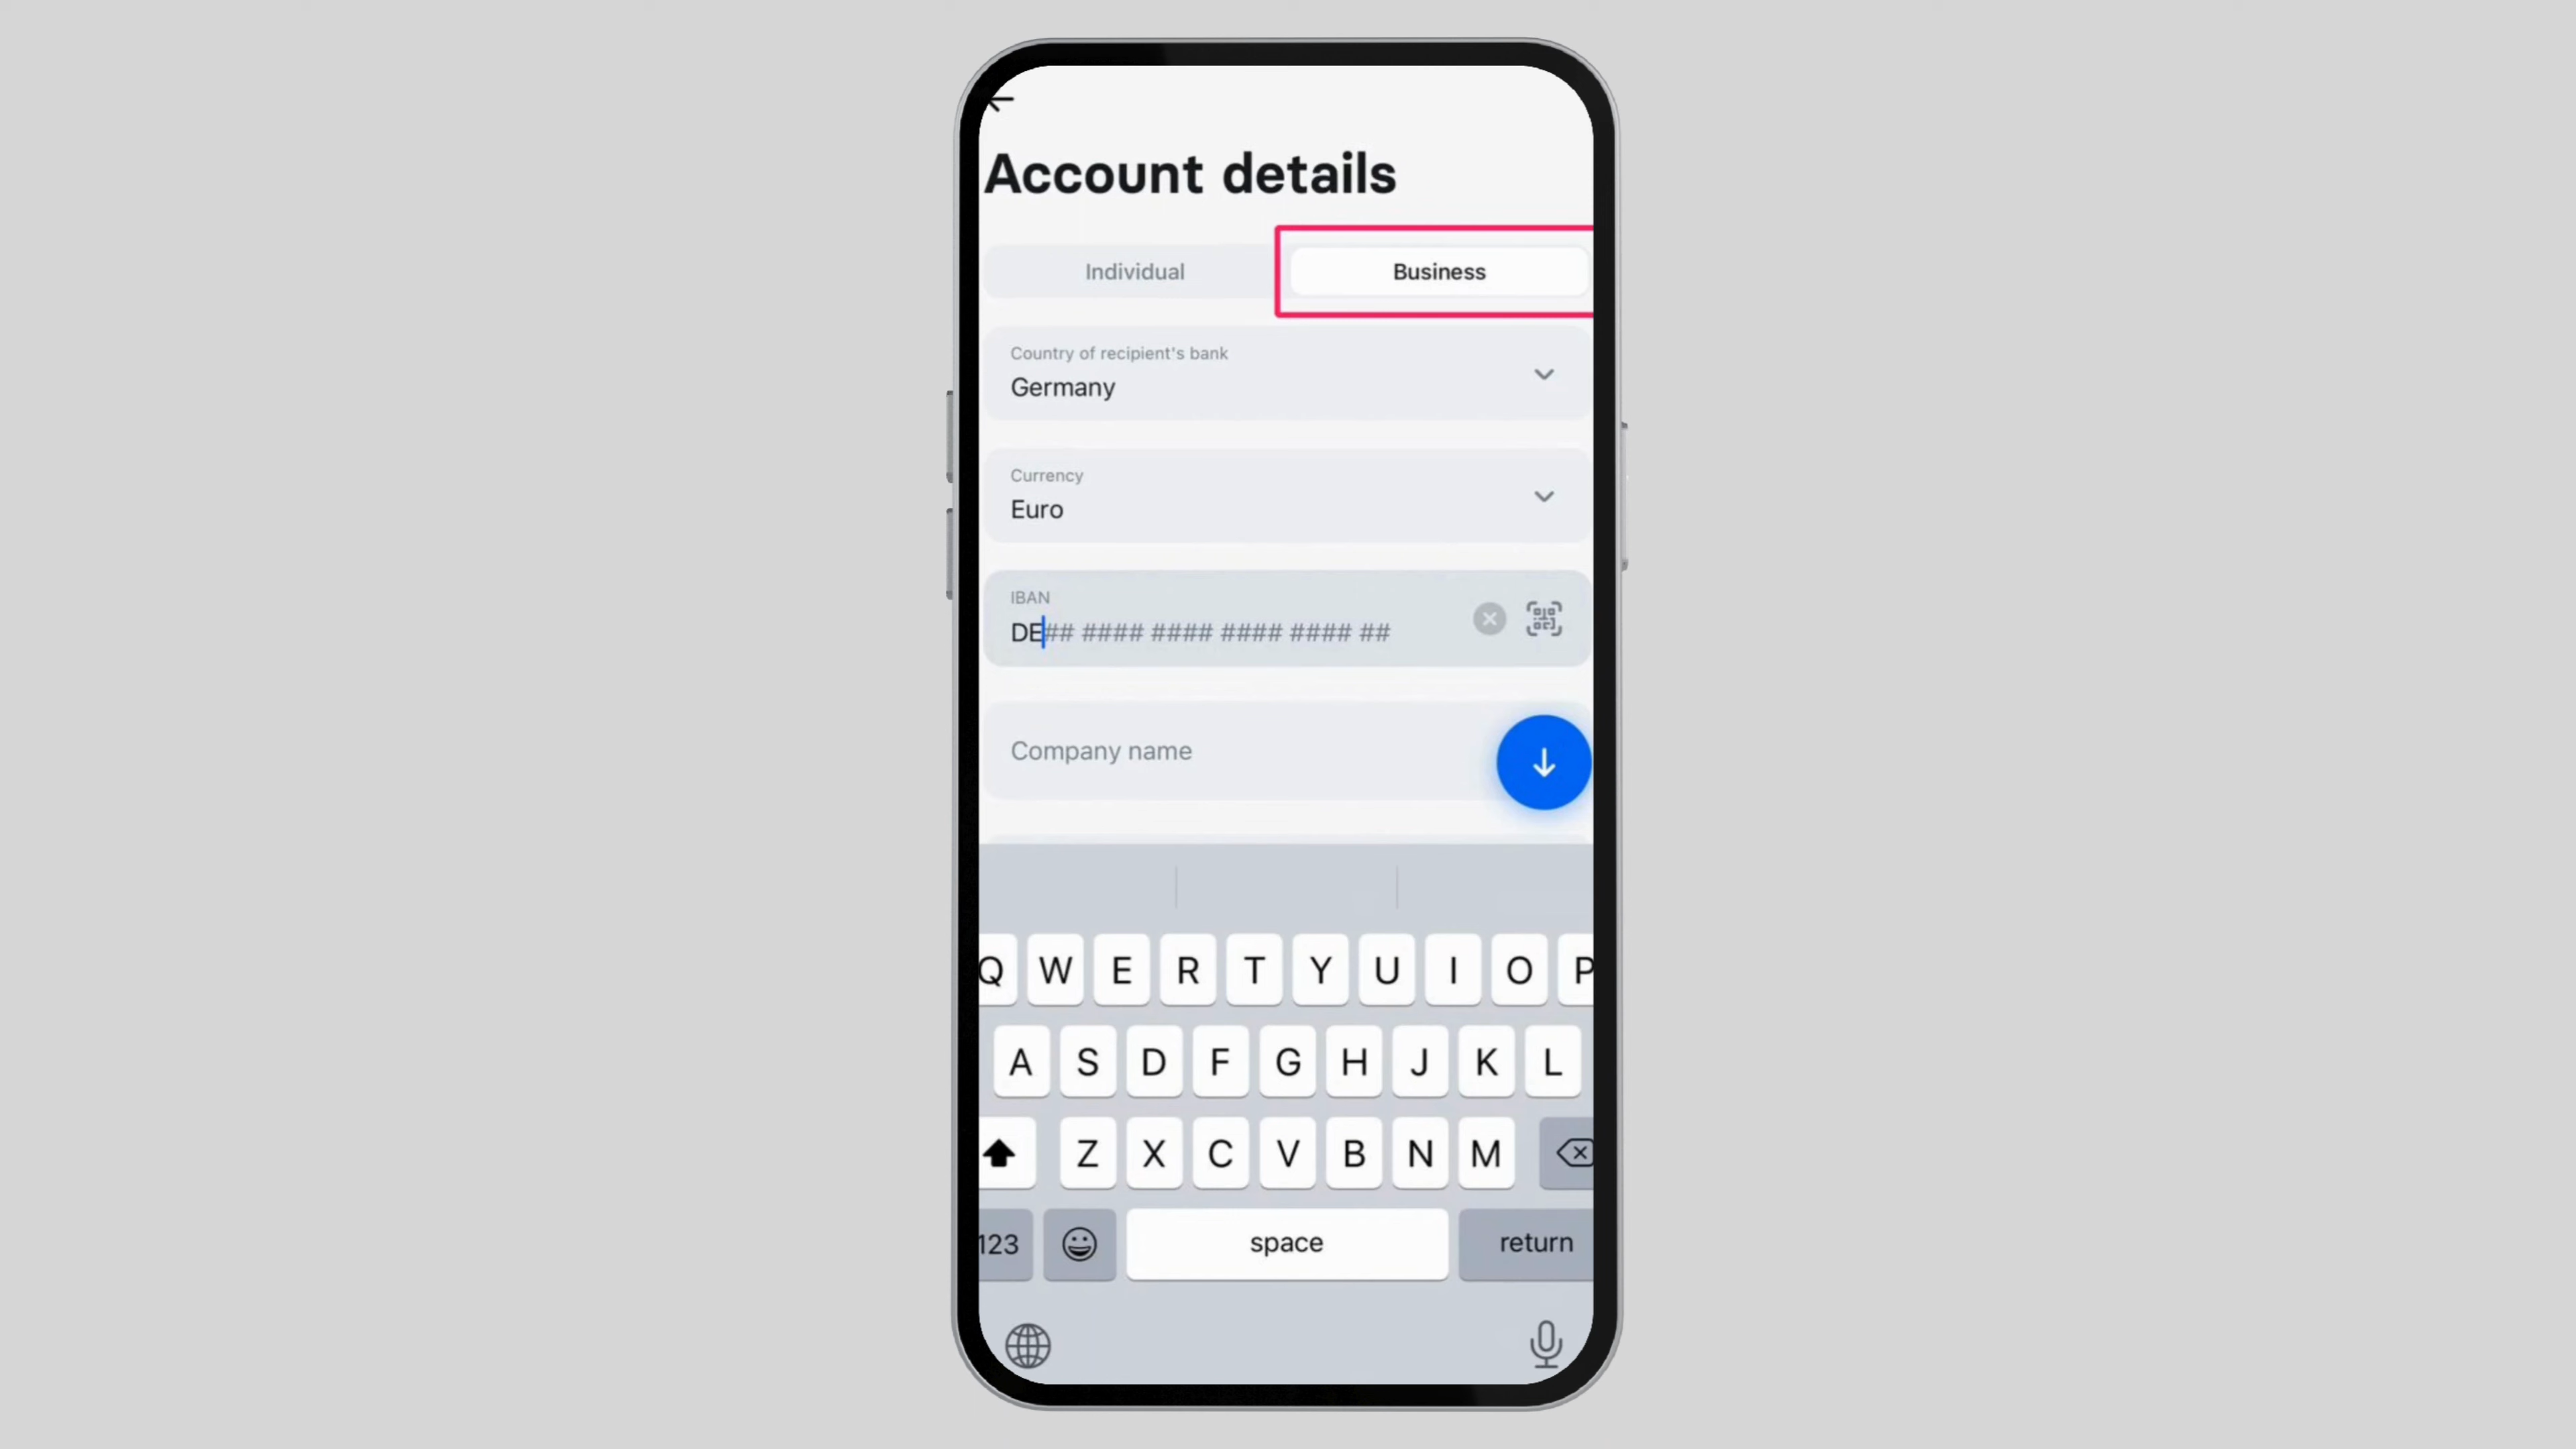 Account details
Individual
Business
Country of recipient's bank
Germany
Currency
Euro
IBAN
DE## #### #### #### #### ##
Company name
Q W E R T Y U I O P
A S D F G H J K L
Z X C V B N M
123
space
return